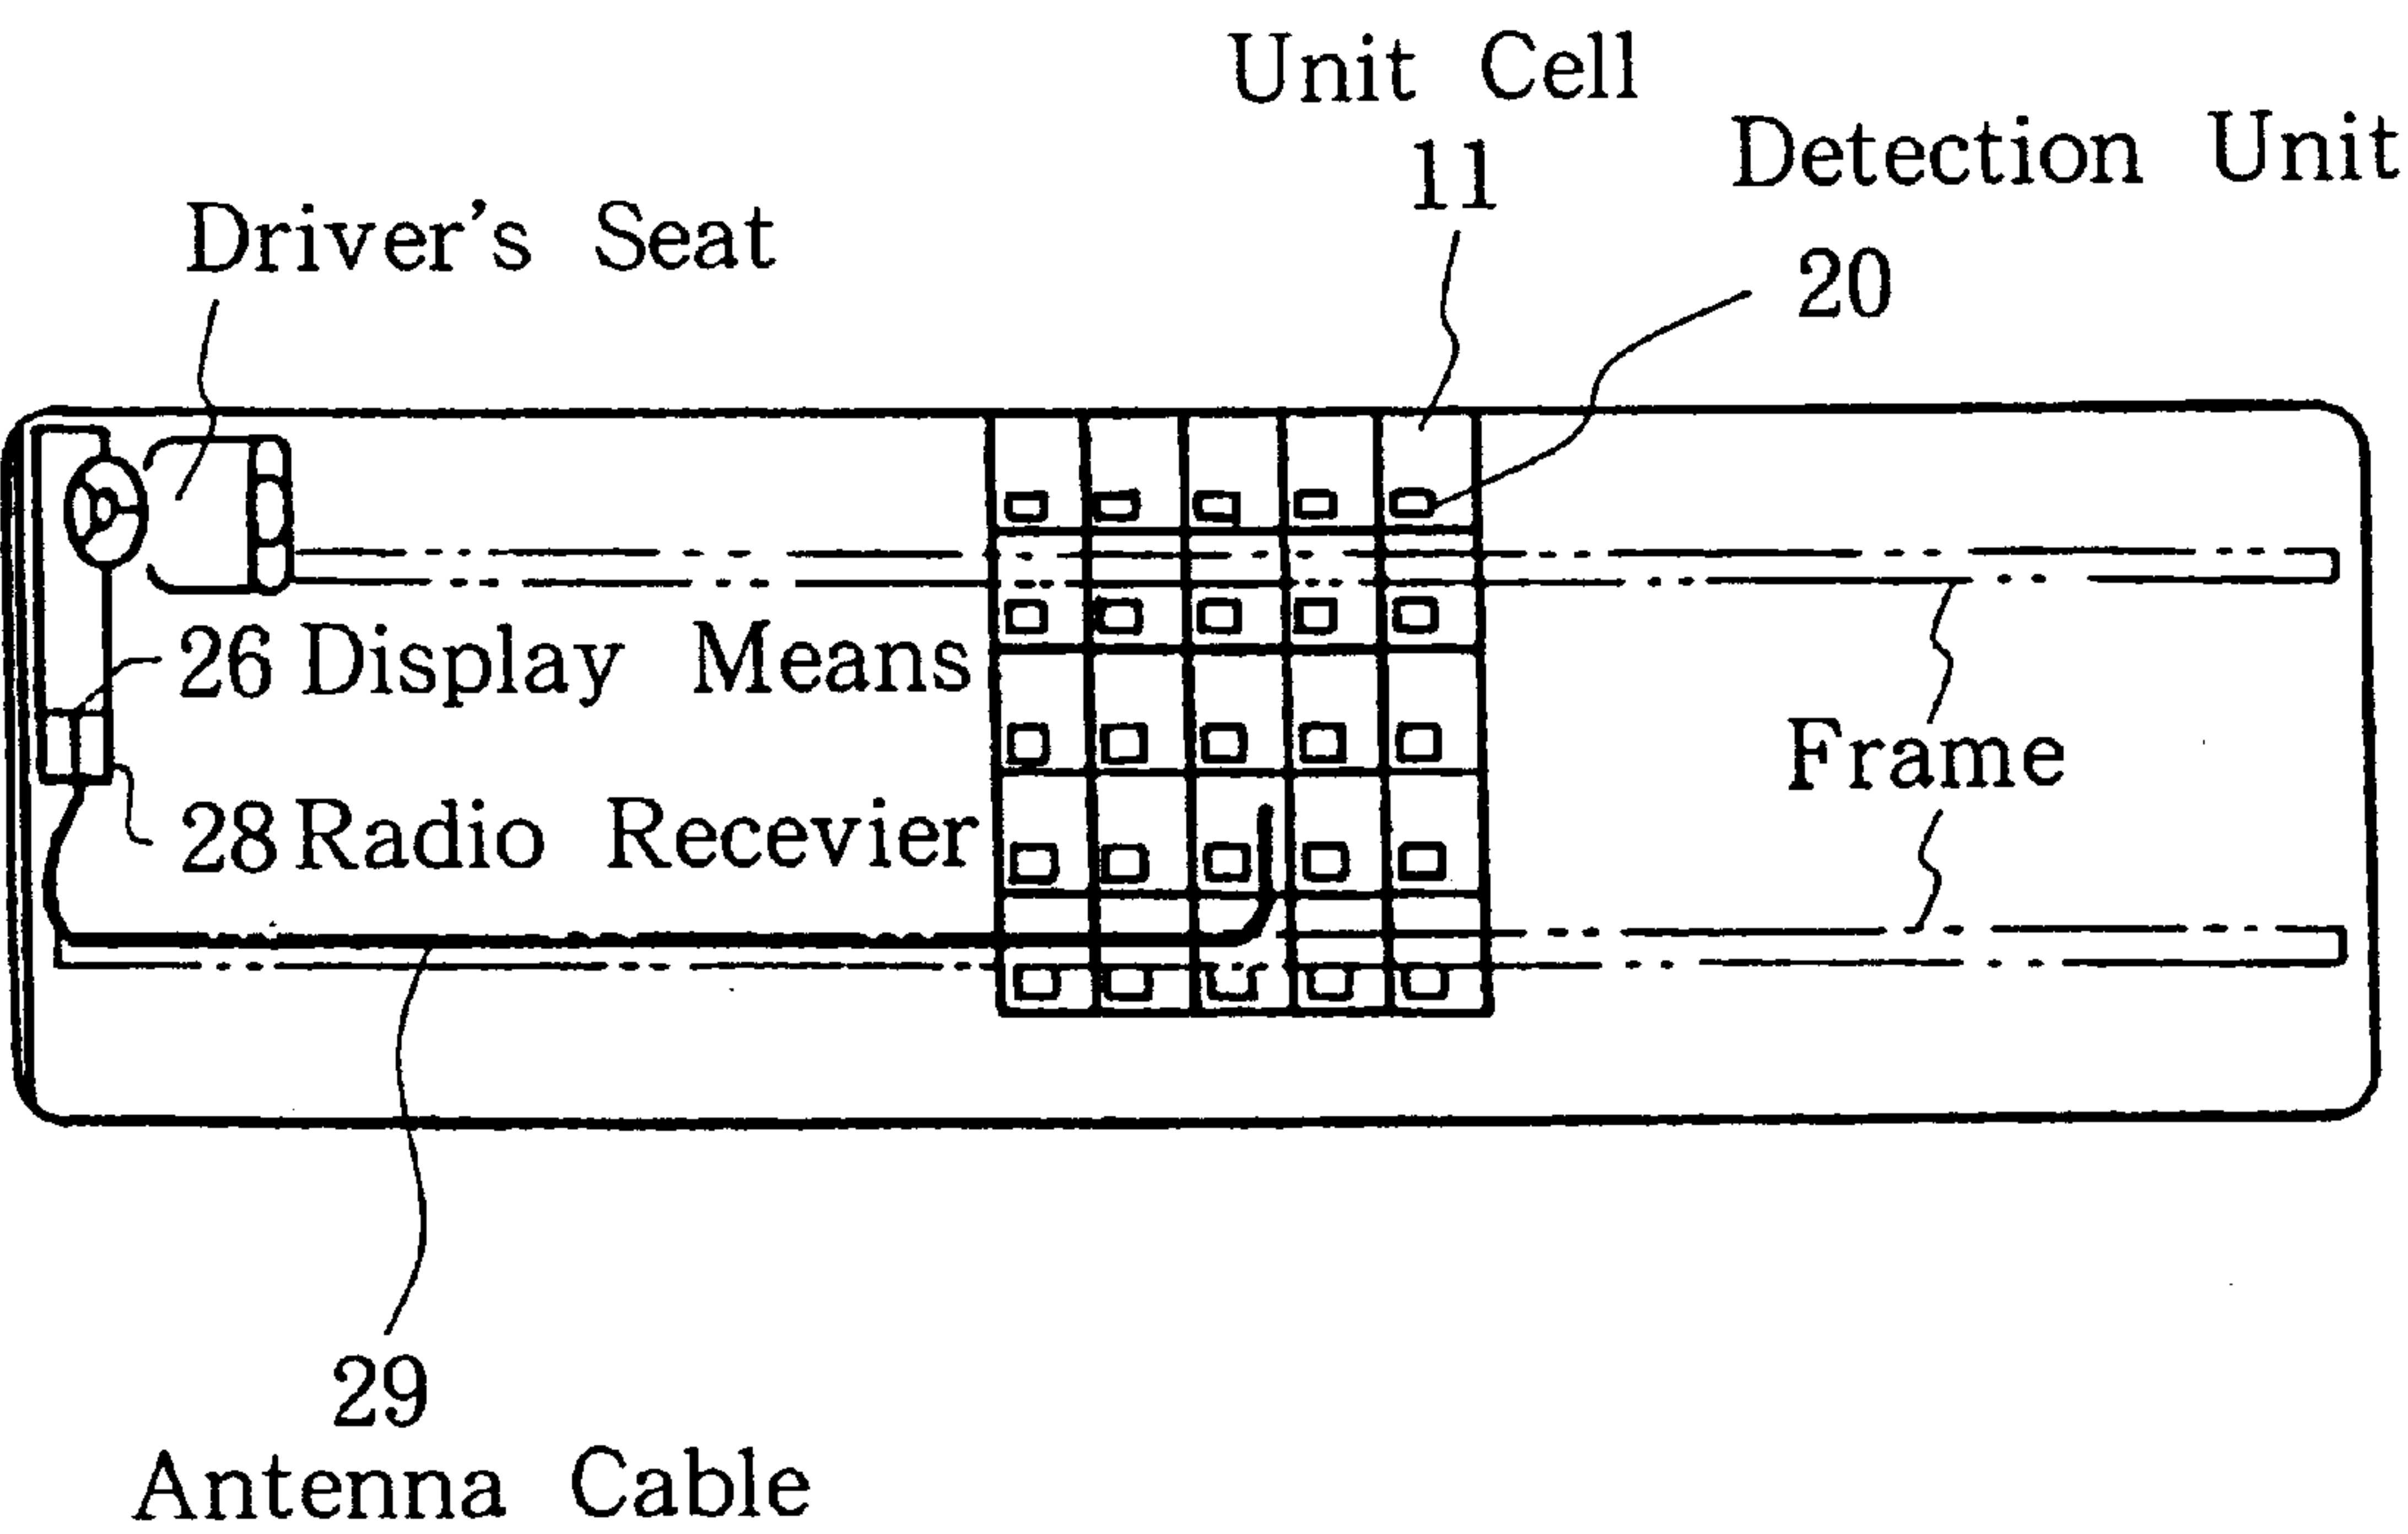 Unit Cell
11
Detection Unit
20
Driver's Seat
26 Display Means
Frame
28 Radio Recevier
29
Antenna Cable